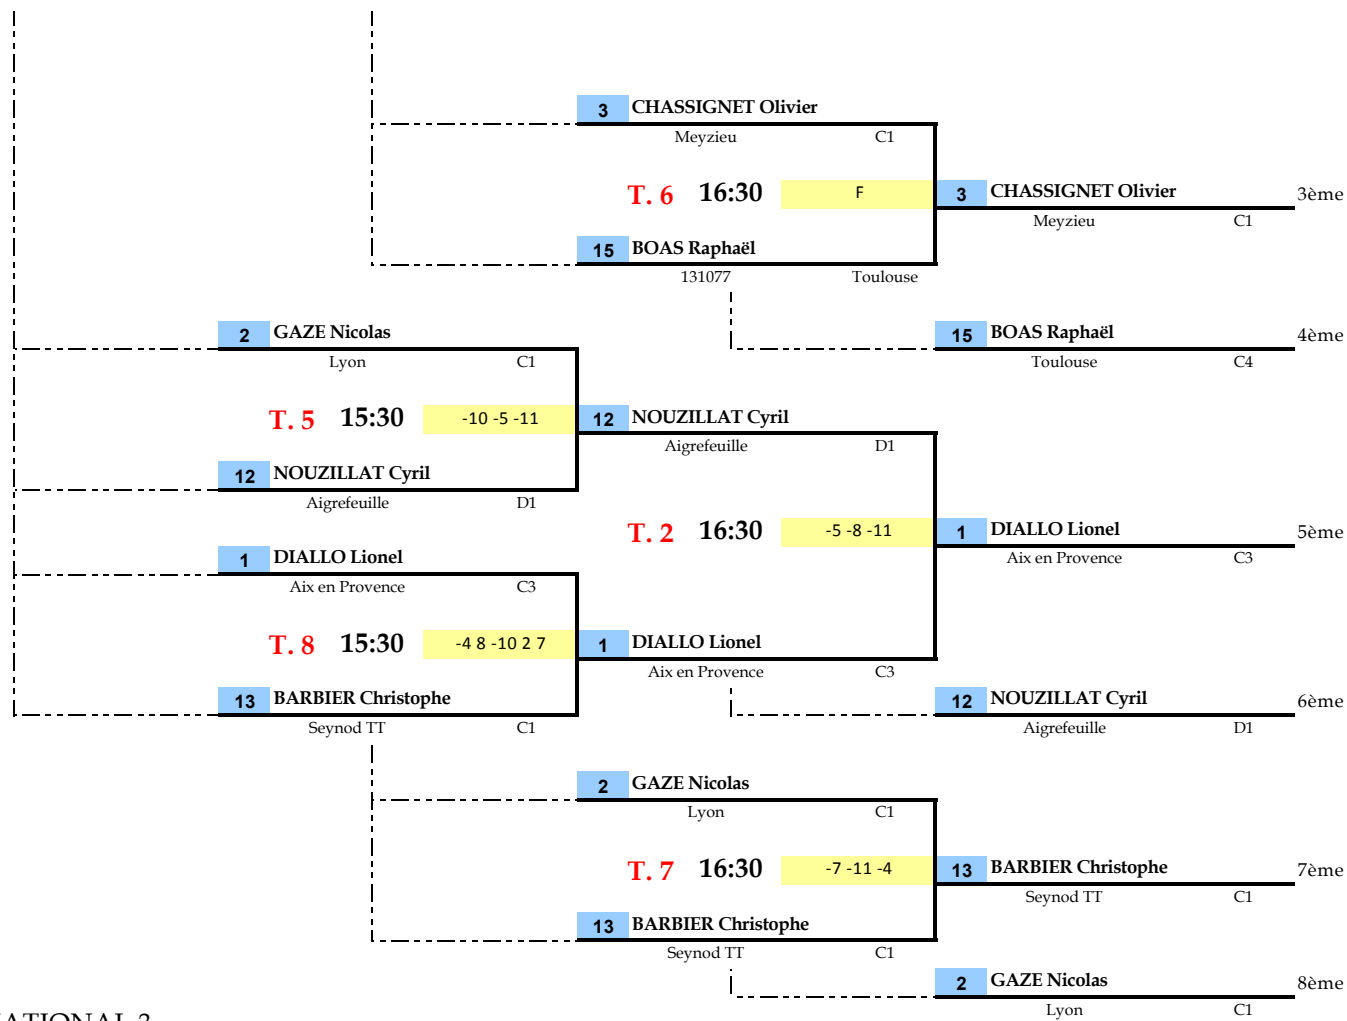 3 CHASSIGNET Olivier
Meyzieu C1
T. 6 16:30 F 3 CHASSIGNET Olivier 3ème
Meyzieu C1
15 BOAS Raphaël
131077 Toulouse
2 GAZE Nicolas 15 BOAS Raphaël 4ème
Lyon C1 Toulouse C4
T. 5 15:30 -10 -5 -11 12 NOUZILLAT Cyril
Aigrefeuille D1
12 NOUZILLAT Cyril
Aigrefeuille D1
T. 2 16:30 -5 -8 -11 1 DIALLO Lionel 5ème
Aix en Provence C3
1 DIALLO Lionel
Aix en Provence C3
T. 8 15:30 -4 8 -10 2 7 1 DIALLO Lionel
Aix en Provence C3
13 BARBIER Christophe 12 NOUZILLAT Cyril 6ème
Seynod TT C1 Aigrefeuille D1
2 GAZE Nicolas
Lyon C1
T. 7 16:30 -7 -11 -4 13 BARBIER Christophe 7ème
Seynod TT C1
13 BARBIER Christophe
Seynod TT C1
2 GAZE Nicolas 8ème
Lyon C1